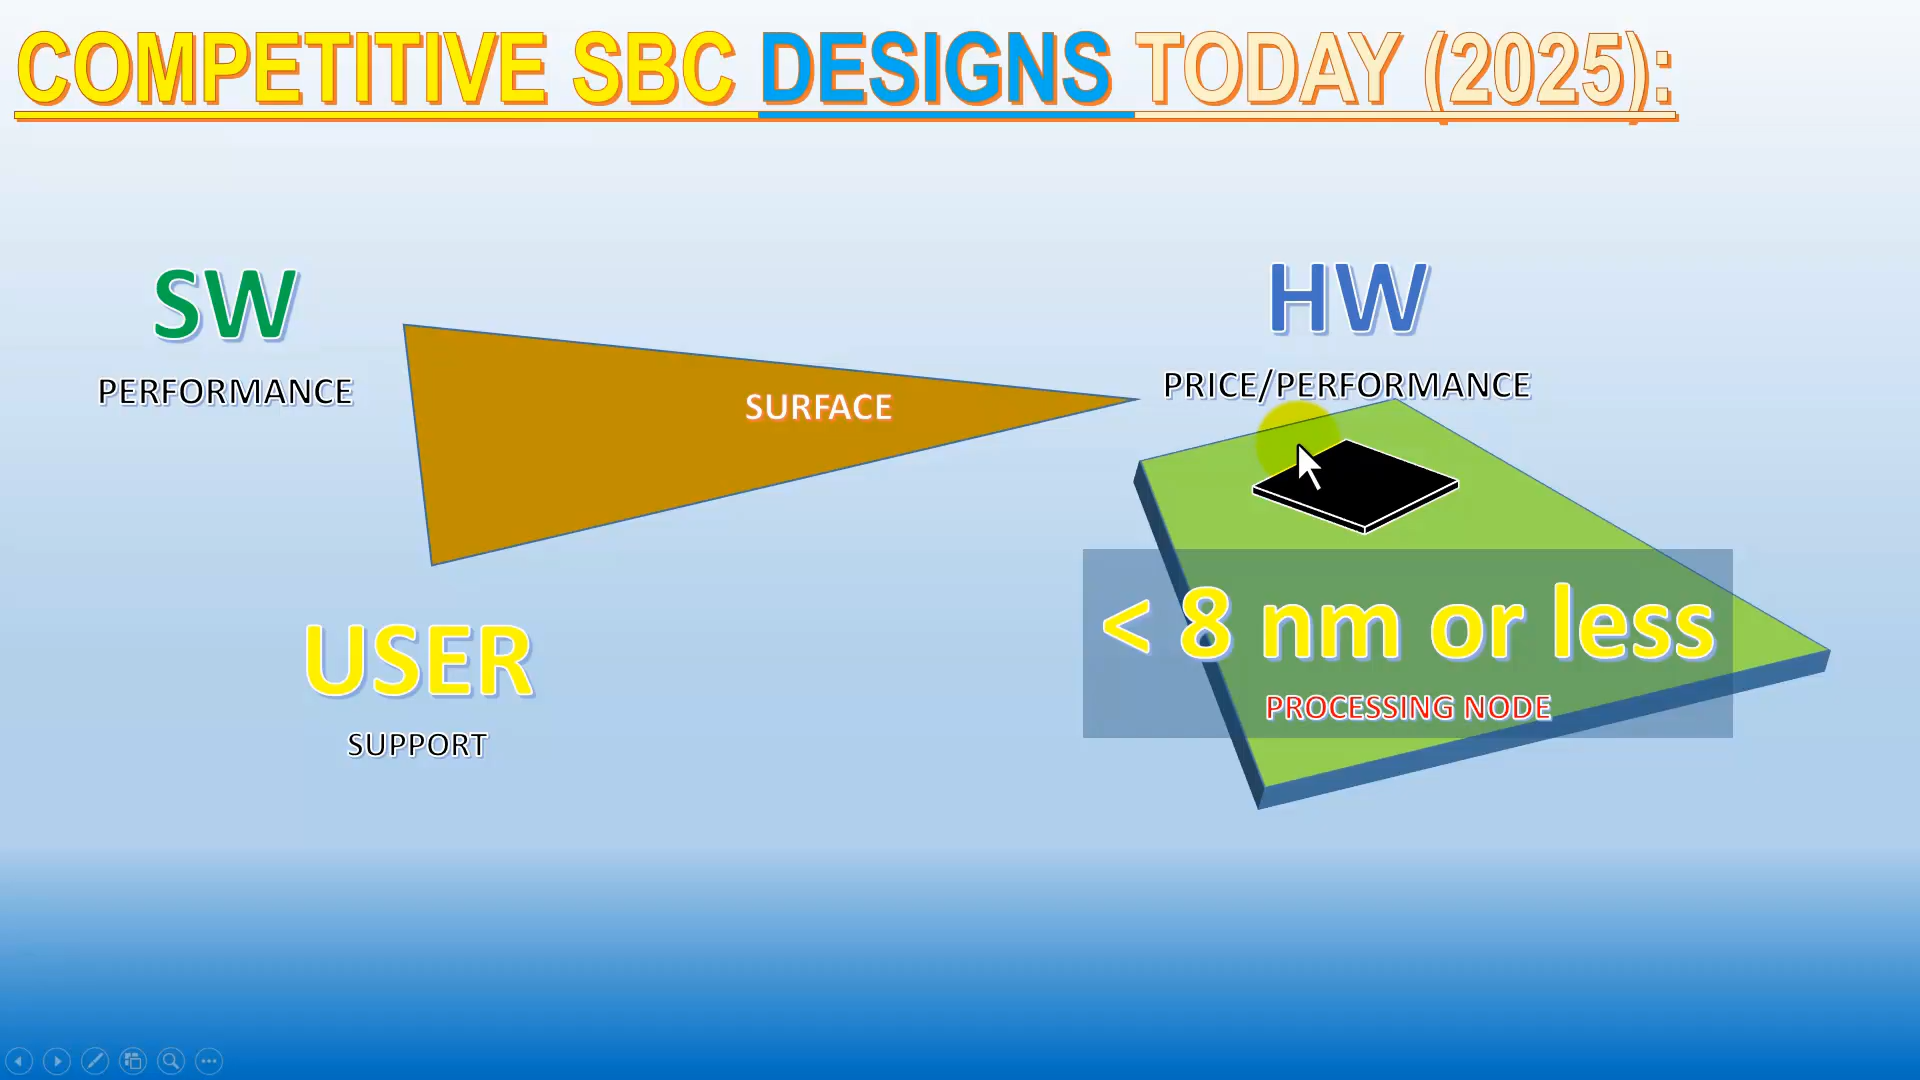 COMPETITIVE SBC DESIGNS TODAY (2025):
SW
PERFORMANCE
HW
PRICE/PERFORMANCE
SURFACE
< 8 nm or less
PROCESSING NODE
USER
SUPPORT